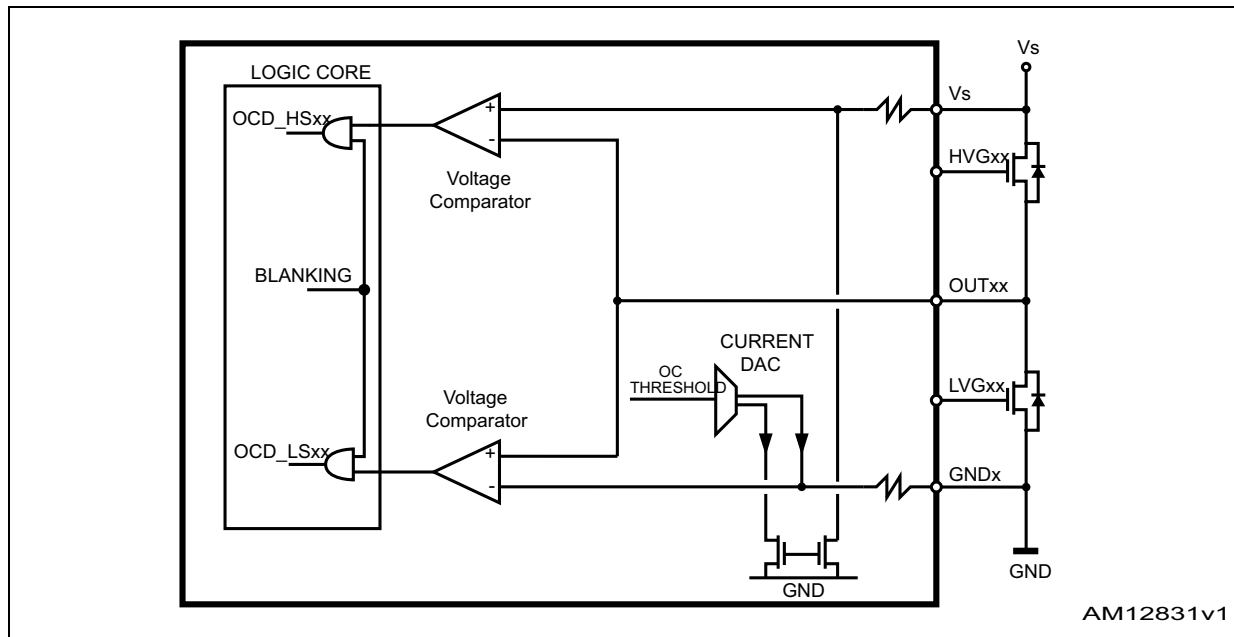 Vs
LOGIC CORE
Vs
OCD_HSxx
+
-
HVGxx
Voltage
Comparator
BLANKING
OUTxx
CURRENT
DAC
OC
THRESHOLD
LVGxx
Voltage
Comparator
OCD_LSxx
+
-
GNDx
GND
GND
AM12831v1